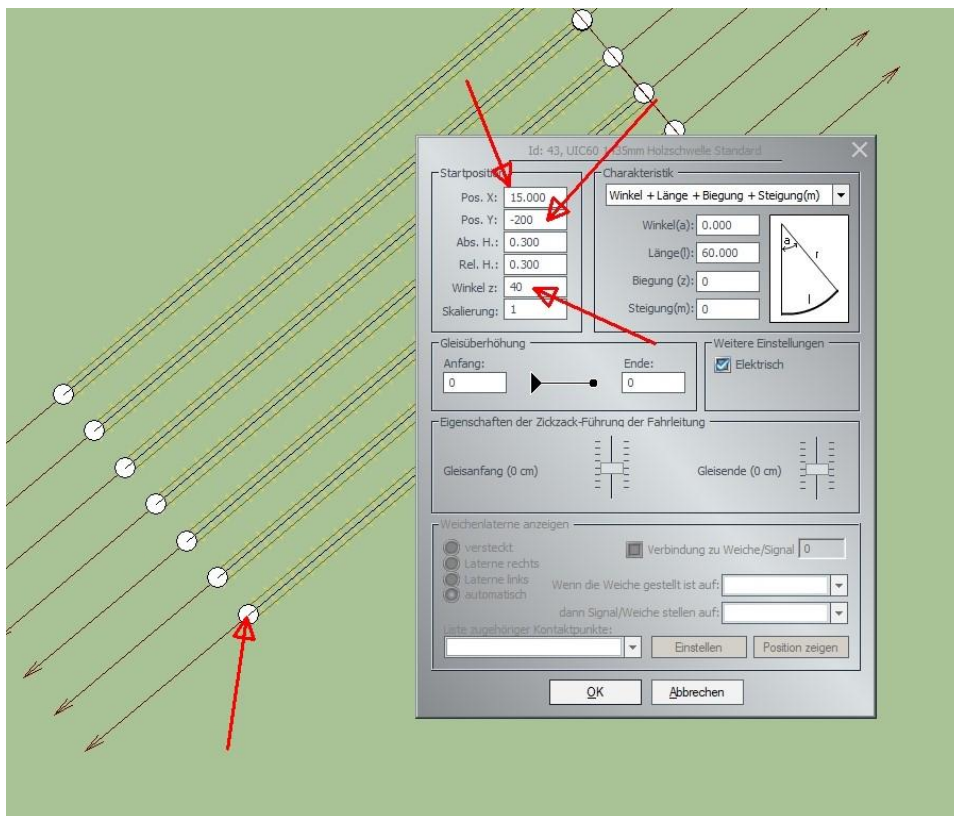 Id: 43, UIC60 1435mm Holzschwelle Standard
Startposition
Pos. X: 15.000
Pos. Y: -200
Abs. H.: 0.300
Rel. H.: 0.300
Winkel z: 40
Skalierung: 1
Charakteristik
Winkel + Länge + Biegung + Steigung(m)
Winkel(a): 0.000
Länge(l): 60.000
Biegung (z): 0
Steigung(m): 0
a
r
l
Gleisüberhöhung
Anfang:
Ende:
0
0
Weitere Einstellungen
Elektrisch
Eigenschaften der Zickzack-Führung der Fahrleitung
Gleisanfang (0 cm)
Gleisende (0 cm)
Weichenlaterne anzeigen
versteckt
Laterne rechts
Laterne links
automatisch
Verbindung zu Weiche/Signal 0
Wenn die Weiche gestellt ist auf:
dann Signal/Weiche stellen auf:
Liste zugehöriger Kontaktpunkte:
Einstellen
Position zeigen
OK
Abbrechen